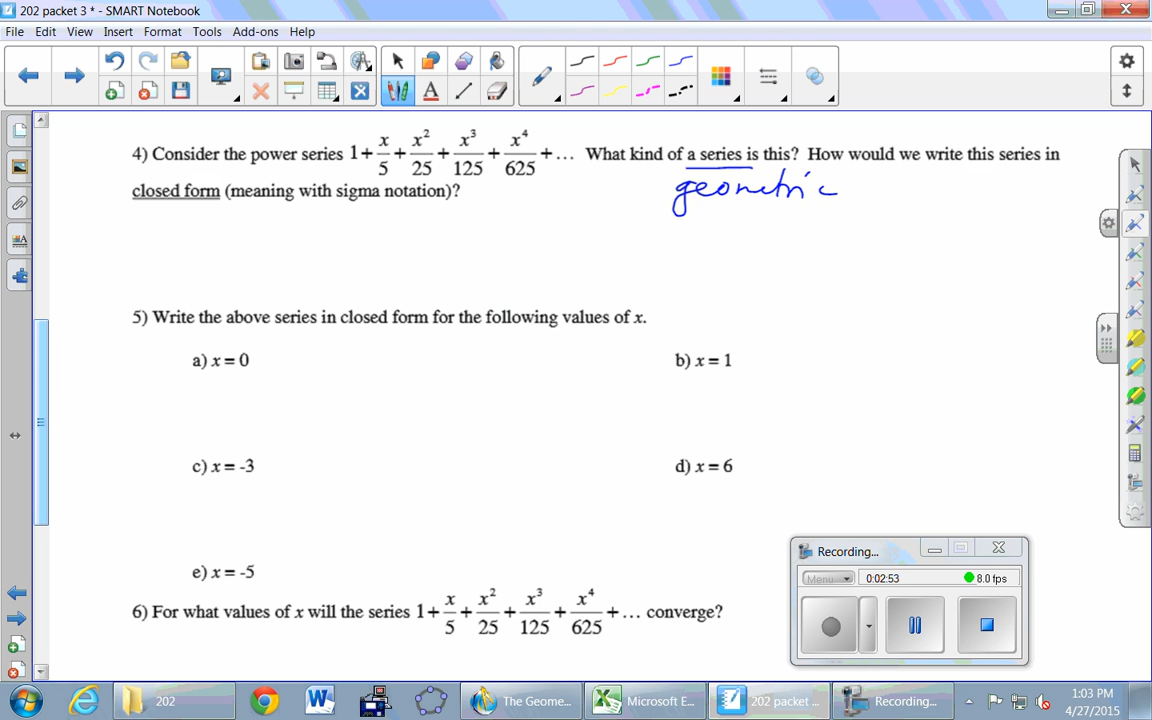 202 packet 3 * - SMART Notebook
File Edit View Insert Format Tools Add-ons Help
4) Consider the power series 1+x/5+x²/25+x³/125+x⁴/625+… What kind of a series is this? How would we write this series in
closed form (meaning with sigma notation)?
geometric
5) Write the above series in closed form for the following values of x.
a) x = 0 b) x = 1
c) x = -3 d) x = 6
Recording...
Menu 0:02:53 8.0 fps
e) x = -5
6) For what values of x will the series 1+x/5+x²/25+x³/125+x⁴/625+… converge?
202 The Geome... Microsoft E... 202 packet ... Recording...
1:03 PM
4/27/2015